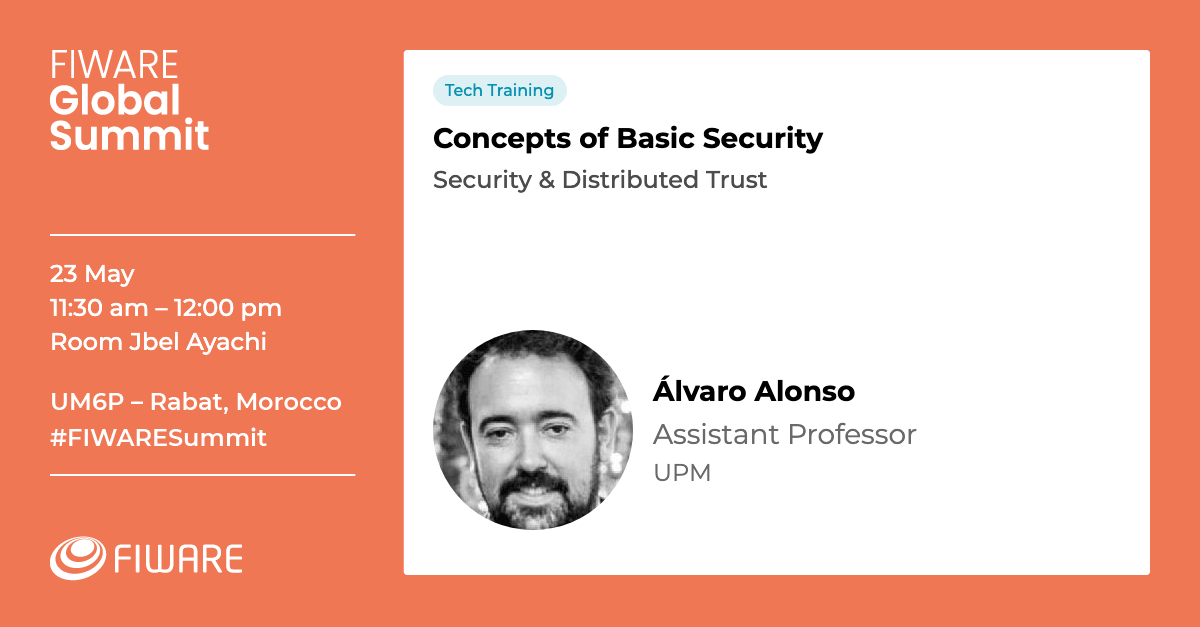 FIWARE
Global
Summit
23 May
11:30 am – 12:00 pm
Room Jbel Ayachi
UM6P – Rabat, Morocco
#FIWARESummit
FIWARE
Tech Training
Concepts of Basic Security
Security & Distributed Trust
Álvaro Alonso
Assistant Professor
UPM